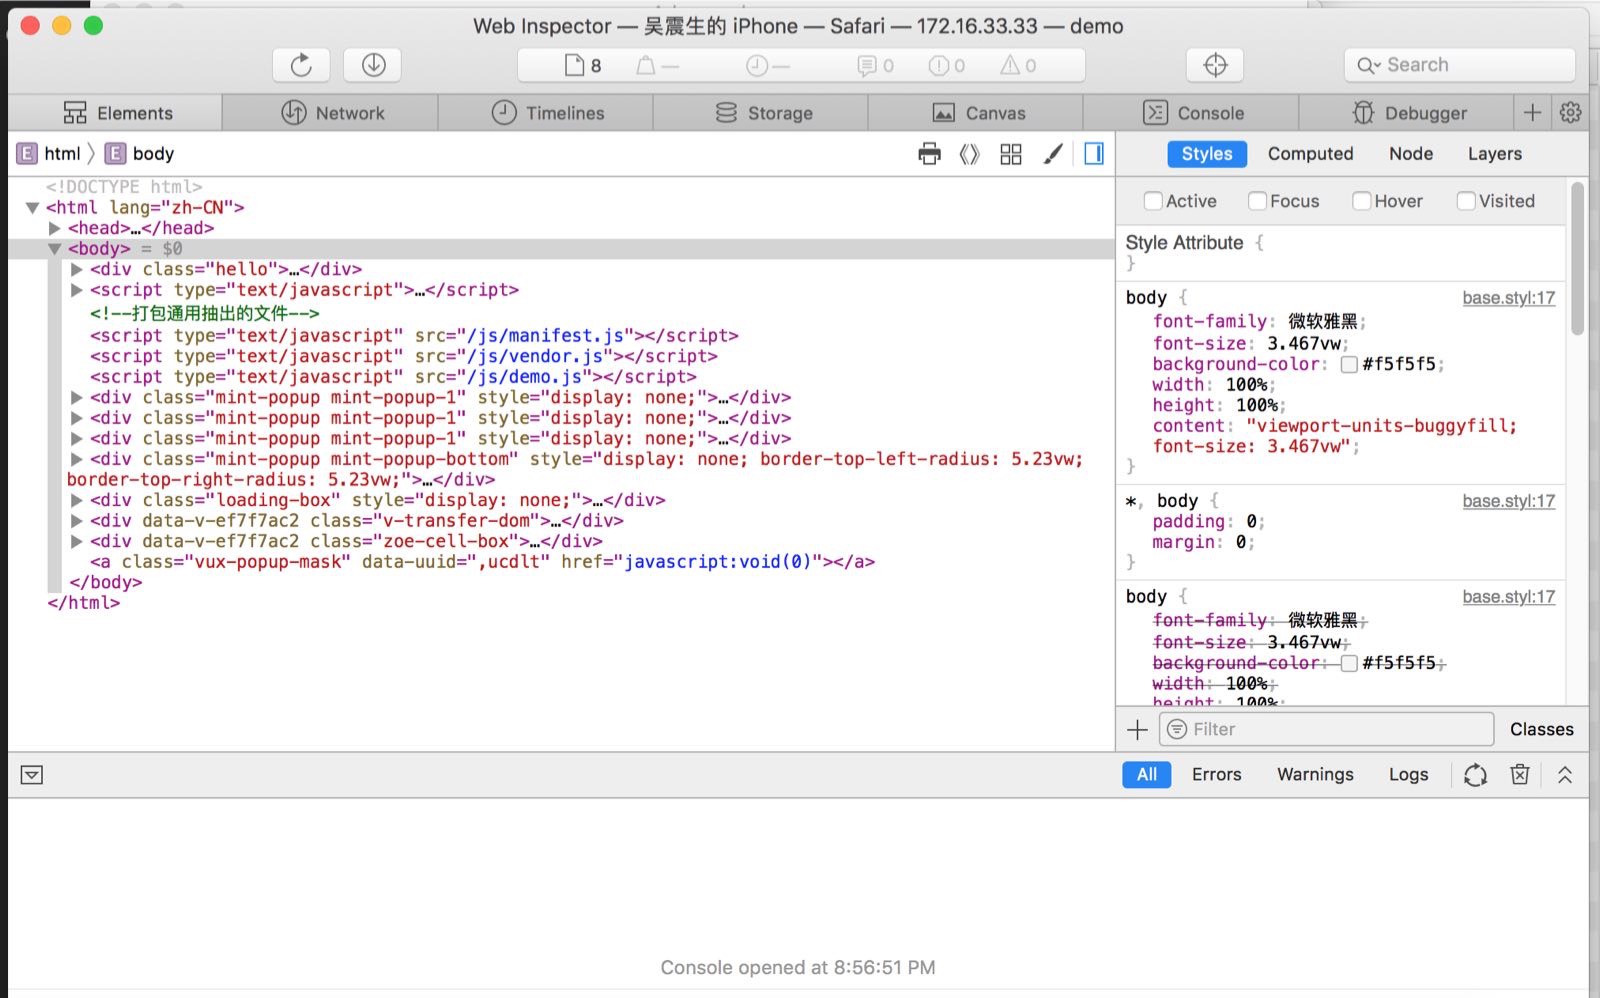 Web Inspector — 吴震生的 iPhone — Safari — 172.16.33.33 — demo
8 — — 0 0 0 Search
Elements Network Timelines Storage Canvas Console Debugger
E html E body
Styles Computed Node Layers
<!DOCTYPE html>
<html lang="zh-CN">
<head>…</head>
<body> = $0
<div class="hello">…</div>
<script type="text/javascript">…</script>
<!--打包通用抽出的文件-->
<script type="text/javascript" src="/js/manifest.js"></script>
<script type="text/javascript" src="/js/vendor.js"></script>
<script type="text/javascript" src="/js/demo.js"></script>
<div class="mint-popup mint-popup-1" style="display: none;">…</div>
<div class="mint-popup mint-popup-1" style="display: none;">…</div>
<div class="mint-popup mint-popup-1" style="display: none;">…</div>
<div class="mint-popup mint-popup-bottom" style="display: none; border-top-left-radius: 5.23vw;
border-top-right-radius: 5.23vw;">…</div>
<div class="loading-box" style="display: none;">…</div>
<div data-v-ef7f7ac2 class="v-transfer-dom">…</div>
<div data-v-ef7f7ac2 class="zoe-cell-box">…</div>
<a class="vux-popup-mask" data-uuid=",ucdlt" href="javascript:void(0)"></a>
</body>
</html>
Active Focus Hover Visited
Style Attribute {
}
body { base.styl:17
font-family: 微软雅黑;
font-size: 3.467vw;
background-color: #f5f5f5;
width: 100%;
height: 100%;
content: "viewport-units-buggyfill;
font-size: 3.467vw";
}
*, body { base.styl:17
padding: 0;
margin: 0;
}
body { base.styl:17
font-family: 微软雅黑;
font-size: 3.467vw;
background-color: #f5f5f5;
width: 100%;
height: 100%;
Filter Classes
All Errors Warnings Logs
Console opened at 8:56:51 PM